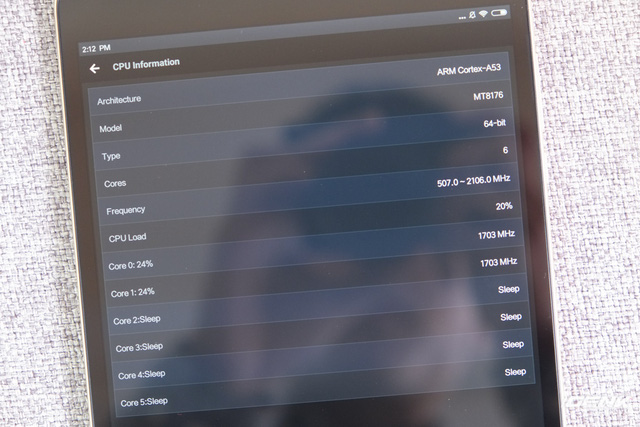 2:12 PM
CPU Information
Architecture ARM Cortex-A53
Model MT8176
Type 64-bit
Cores 6
Frequency 507.0 ~ 2106.0 MHz
CPU Load 20%
Core 0: 24% 1703 MHz
Core 1: 24% 1703 MHz
Core 2:Sleep Sleep
Core 3:Sleep Sleep
Core 4:Sleep Sleep
Core 5:Sleep Sleep